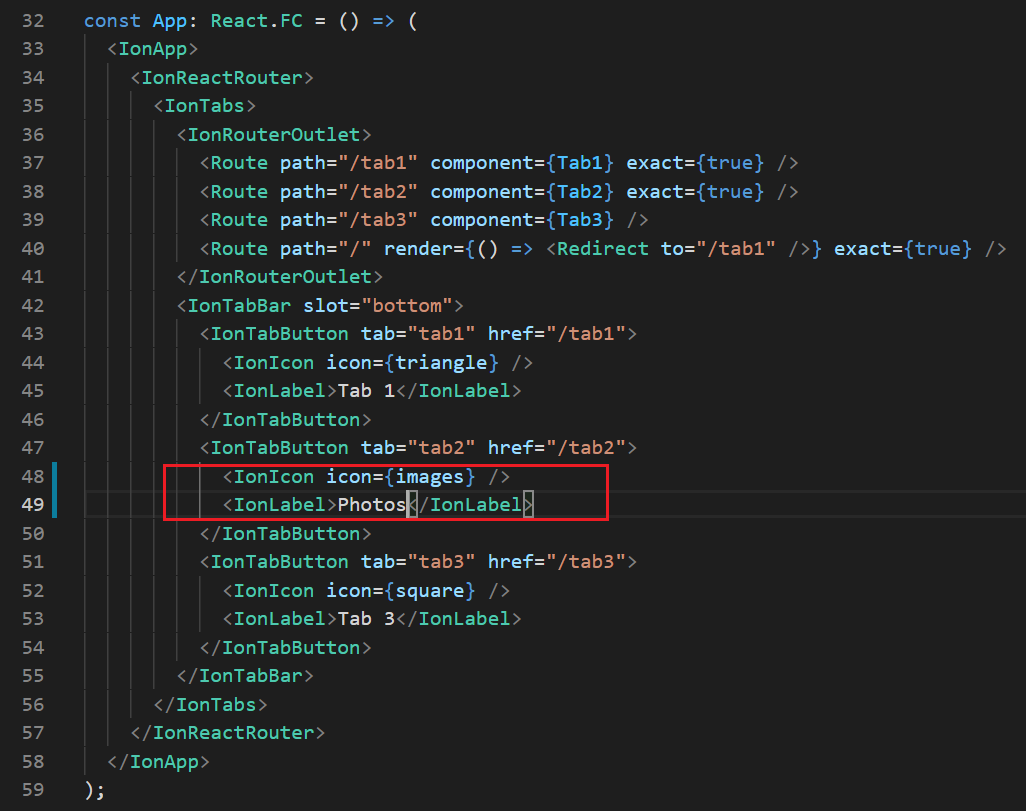 32 const App: React.FC = () => (
33   <IonApp>
34     <IonReactRouter>
35       <IonTabs>
36         <IonRouterOutlet>
37           <Route path="/tab1" component={Tab1} exact={true} />
38           <Route path="/tab2" component={Tab2} exact={true} />
39           <Route path="/tab3" component={Tab3} />
40           <Route path="/" render={() => <Redirect to="/tab1" />} exact={true} />
41         </IonRouterOutlet>
42         <IonTabBar slot="bottom">
43           <IonTabButton tab="tab1" href="/tab1">
44             <IonIcon icon={triangle} />
45             <IonLabel>Tab 1</IonLabel>
46           </IonTabButton>
47           <IonTabButton tab="tab2" href="/tab2">
48             <IonIcon icon={images} />
49             <IonLabel>Photos</IonLabel>
50           </IonTabButton>
51           <IonTabButton tab="tab3" href="/tab3">
52             <IonIcon icon={square} />
53             <IonLabel>Tab 3</IonLabel>
54           </IonTabButton>
55         </IonTabBar>
56       </IonTabs>
57     </IonReactRouter>
58   </IonApp>
59 );